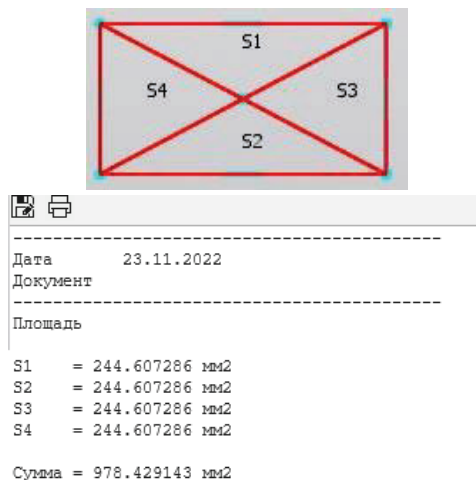 S1
S4 S3
S2
--------------------------------------------
Дата 23.11.2022
Документ
--------------------------------------------
Площадь
S1 = 244.607286 мм2
S2 = 244.607286 мм2
S3 = 244.607286 мм2
S4 = 244.607286 мм2
Сумма = 978.429143 мм2